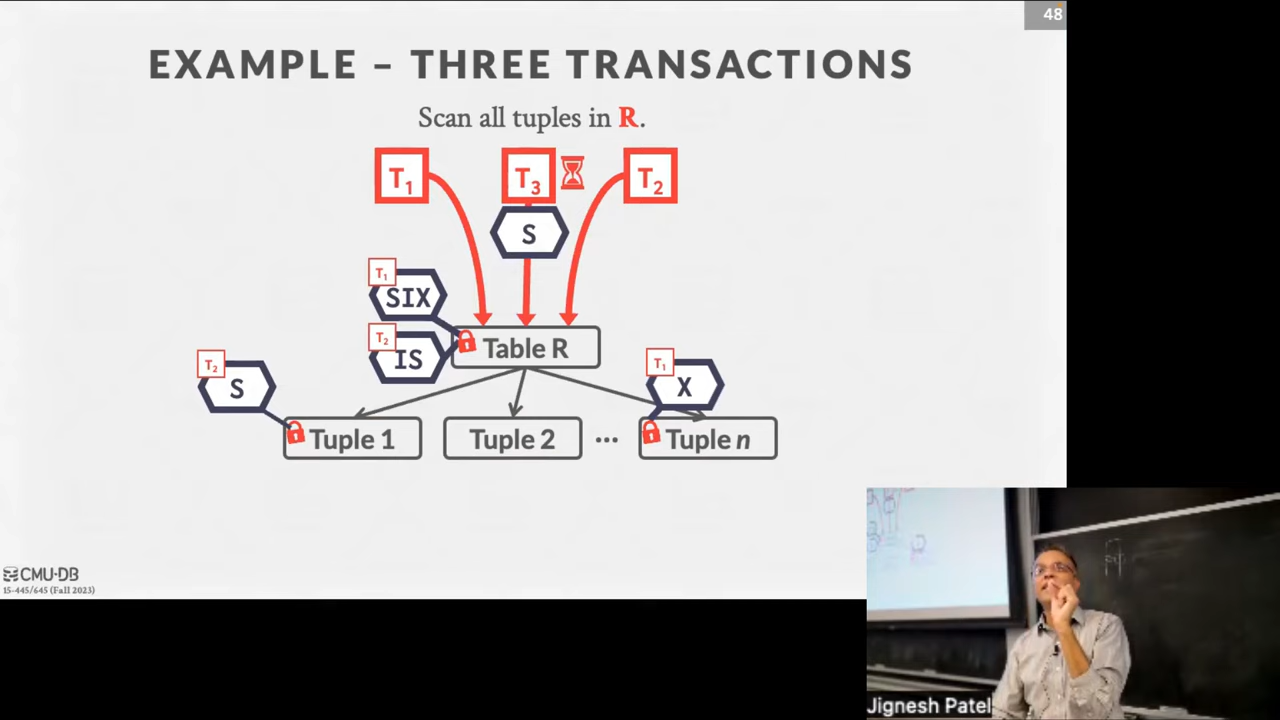 48
EXAMPLE – THREE TRANSACTIONS
Scan all tuples in R.
T1 T3 T2
S
T1
SIX
T2
IS
Table R
T2
S
T1
X
Tuple 1 Tuple 2 ... Tuple n
CMU·DB
15-445/645 (Fall 2023)
Jignesh Patel